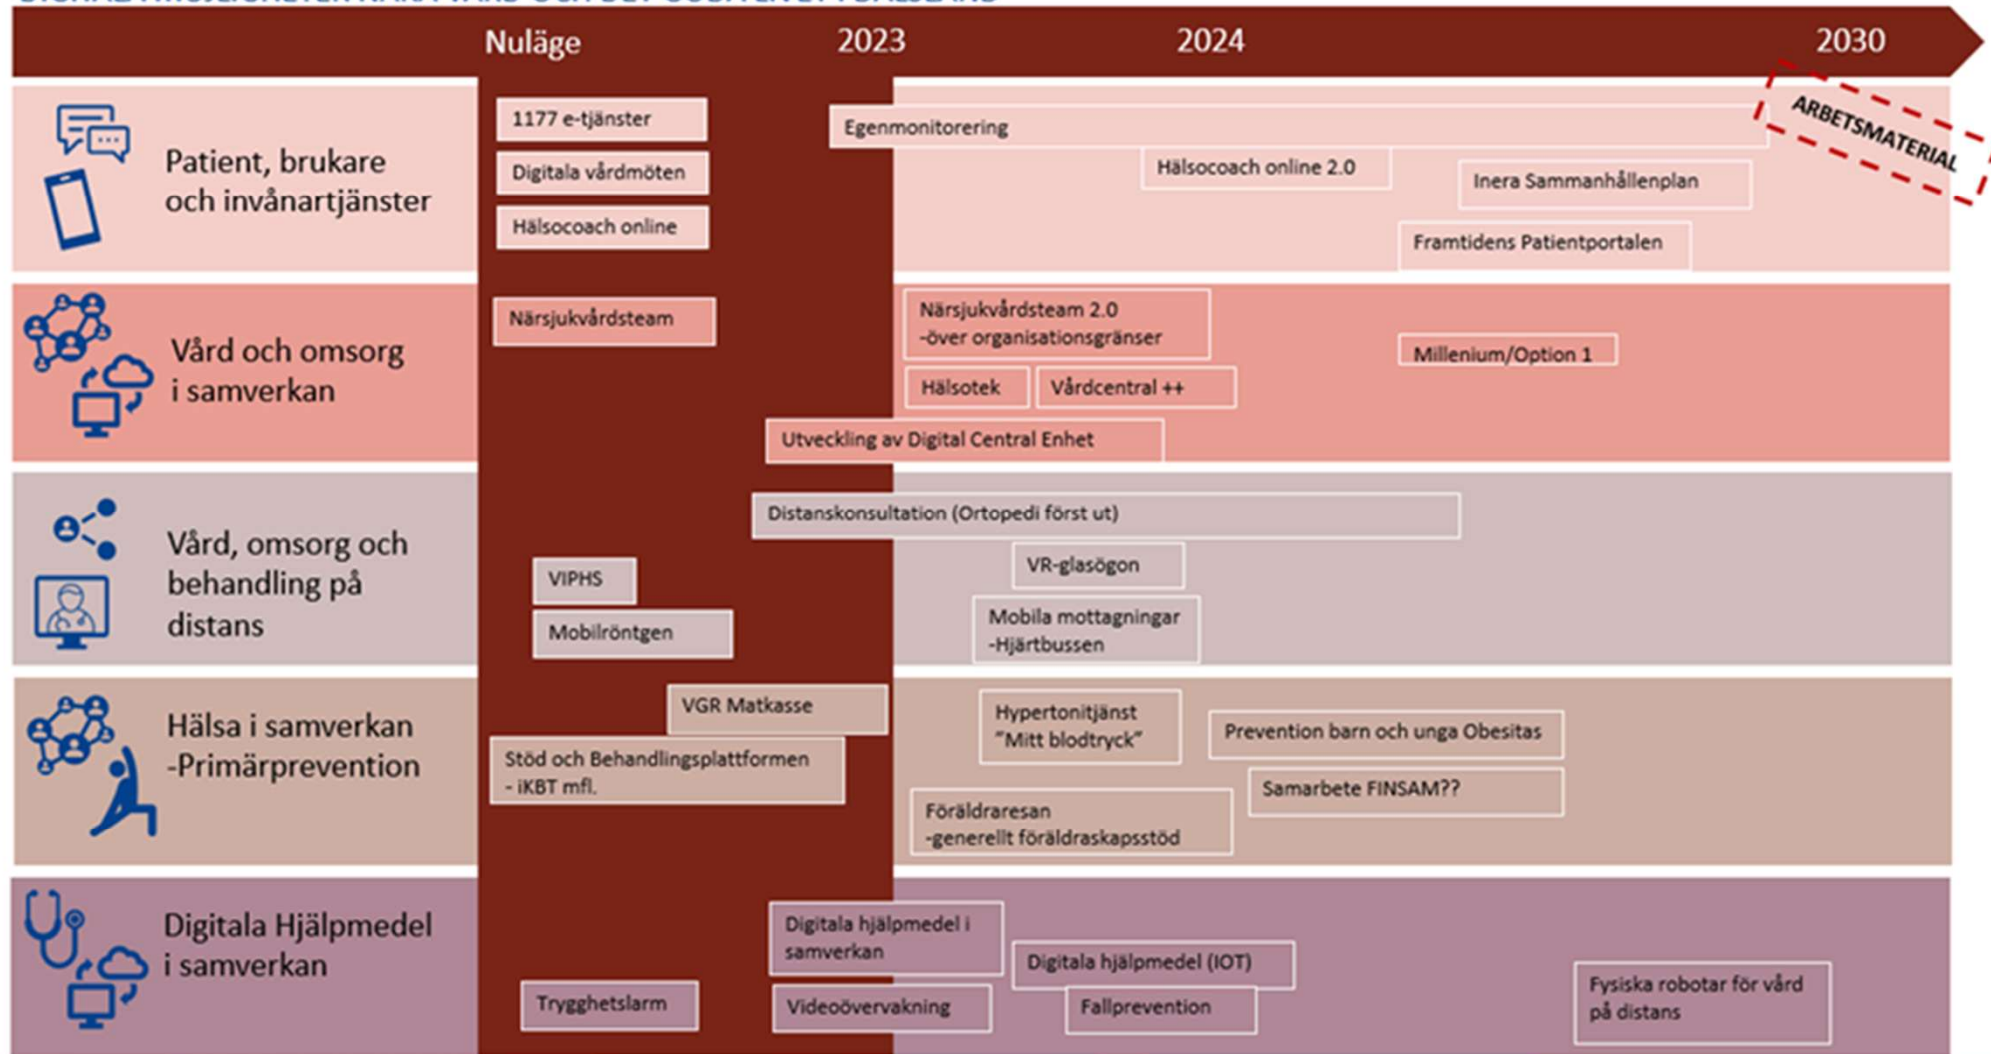 Nuläge 2023 2024 2030
ARBETSMATERIAL
Patient, brukare
och invånartjänster
1177 e-tjänster
Digitala vårdmöten
Hälsocoach online
Egenmonitorering
Hälsocoach online 2.0
Inera Sammanhållenplan
Framtidens Patientportalen
Vård och omsorg
i samverkan
Närsjukvårdsteam
Närsjukvårdsteam 2.0
-över organisationsgränser
Hälsotek
Vårdcentral ++
Utveckling av Digital Central Enhet
Millenium/Option 1
Vård, omsorg och
behandling på
distans
Distanskonsultation (Ortopedi först ut)
VIPHS
Mobilröntgen
VR-glasögon
Mobila mottagningar
-Hjärtbussen
Hälsa i samverkan
-Primärprevention
VGR Matkasse
Stöd och Behandlingsplattformen
- iKBT mfl.
Hypertonitjänst
"Mitt blodtryck"
Föräldraresan
-generellt föräldraskapsstöd
Prevention barn och unga Obesitas
Samarbete FINSAM??
Digitala Hjälpmedel
i samverkan
Trygghetslarm
Digitala hjälpmedel i
samverkan
Videoövervakning
Digitala hjälpmedel (IOT)
Fallprevention
Fysiska robotar för vård
på distans